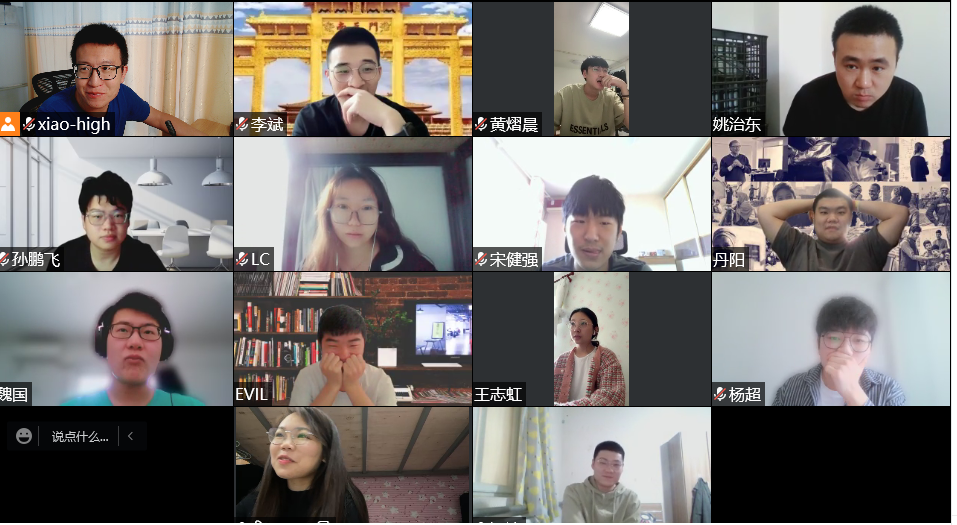 xiao-high
李斌
黄熠晨
ESSENTIALS
姚治东
孙鹏飞
LC
宋健强
丹阳
魏国
EVIL
王志虹
杨超
说点什么...